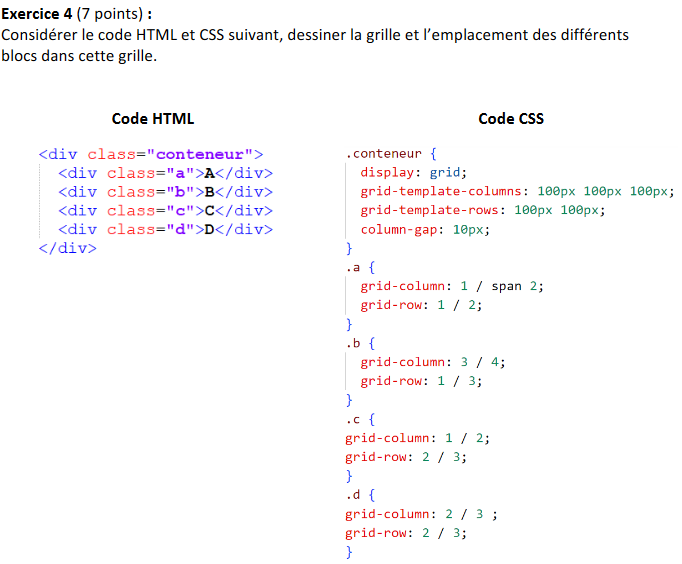 Exercice 4 (7 points) :
Considérer le code HTML et CSS suivant, dessiner la grille et l’emplacement des différents
blocs dans cette grille.
Code HTML
<div class="conteneur">
<div class="a">A</div>
<div class="b">B</div>
<div class="c">C</div>
<div class="d">D</div>
</div>
Code CSS
.conteneur {
display: grid;
grid-template-columns: 100px 100px 100px;
grid-template-rows: 100px 100px;
column-gap: 10px;
}
.a {
grid-column: 1 / span 2;
grid-row: 1 / 2;
}
.b {
grid-column: 3 / 4;
grid-row: 1 / 3;
}
.c {
grid-column: 1 / 2;
grid-row: 2 / 3;
}
.d {
grid-column: 2 / 3 ;
grid-row: 2 / 3;
}